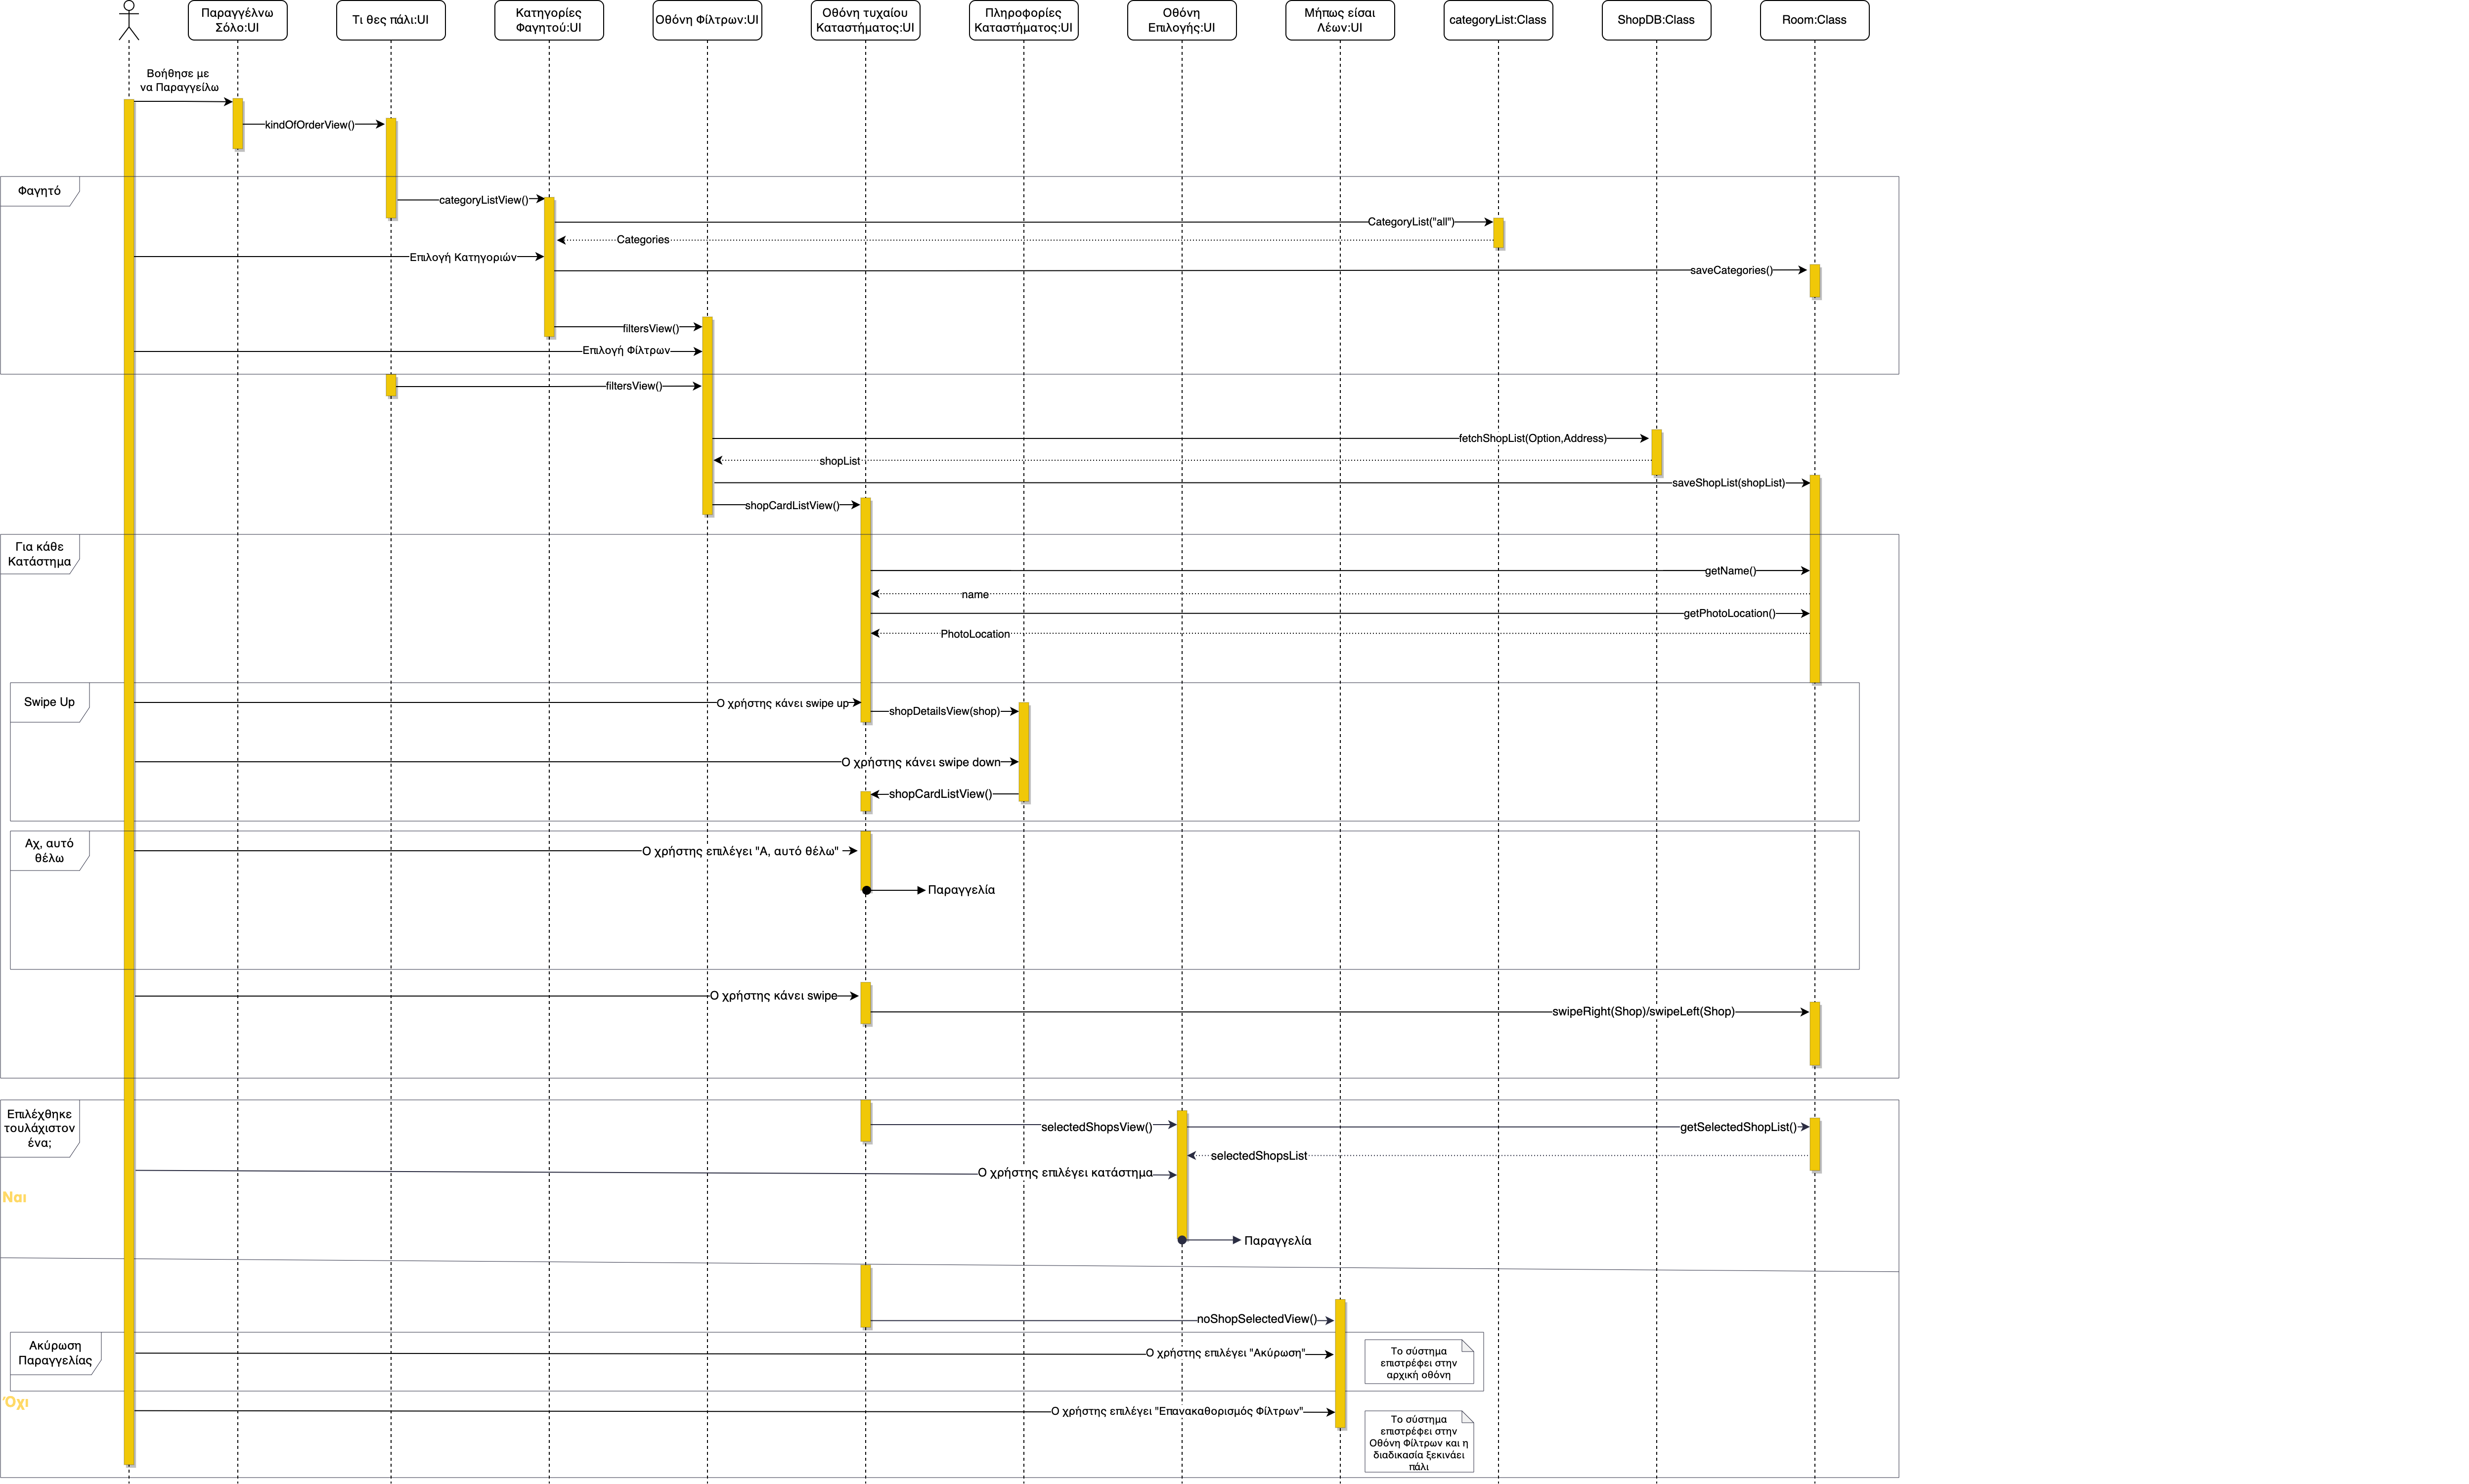 Παραγγέλνω
Σόλο:UI
Τι θες πάλι:UI
Κατηγορίες
Φαγητού:UI
Οθόνη Φίλτρων:UI
Οθόνη τυχαίου
Καταστήματος:UI
Πληροφορίες
Καταστήματος:UI
Οθόνη
Επιλογής:UI
Μήπως είσαι
Λέων:UI
categoryList:Class
ShopDB:Class
Room:Class
Βοήθησε με
να Παραγγείλω
kindOfOrderView()
Φαγητό
categoryListView()
CategoryList("all")
Categories
Επιλογή Κατηγοριών
saveCategories()
filtersView()
Επιλογή Φίλτρων
filtersView()
fetchShopList(Option,Address)
shopList
saveShopList(shopList)
shopCardListView()
Για κάθε
Κατάστημα
getName()
name
getPhotoLocation()
PhotoLocation
Swipe Up
Ο χρήστης κάνει swipe up
shopDetailsView(shop)
Ο χρήστης κάνει swipe down
shopCardListView()
Αχ, αυτό
θέλω
Ο χρήστης επιλέγει "Α, αυτό θέλω"
Παραγγελία
Ο χρήστης κάνει swipe
swipeRight(Shop)/swipeLeft(Shop)
Επιλέχθηκε
τουλάχιστον
ένα;
selectedShopsView()
getSelectedShopList()
selectedShopsList
Ο χρήστης επιλέγει κατάστημα
Ναι
Παραγγελία
noShopSelectedView()
Ακύρωση
Παραγγελίας
Ο χρήστης επιλέγει "Ακύρωση"
Το σύστημα
επιστρέφει στην
αρχική οθόνη
Όχι
Ο χρήστης επιλέγει "Επανακαθορισμός Φίλτρων"
Το σύστημα
επιστρέφει στην
Οθόνη Φίλτρων και η
διαδικασία ξεκινάει
πάλι